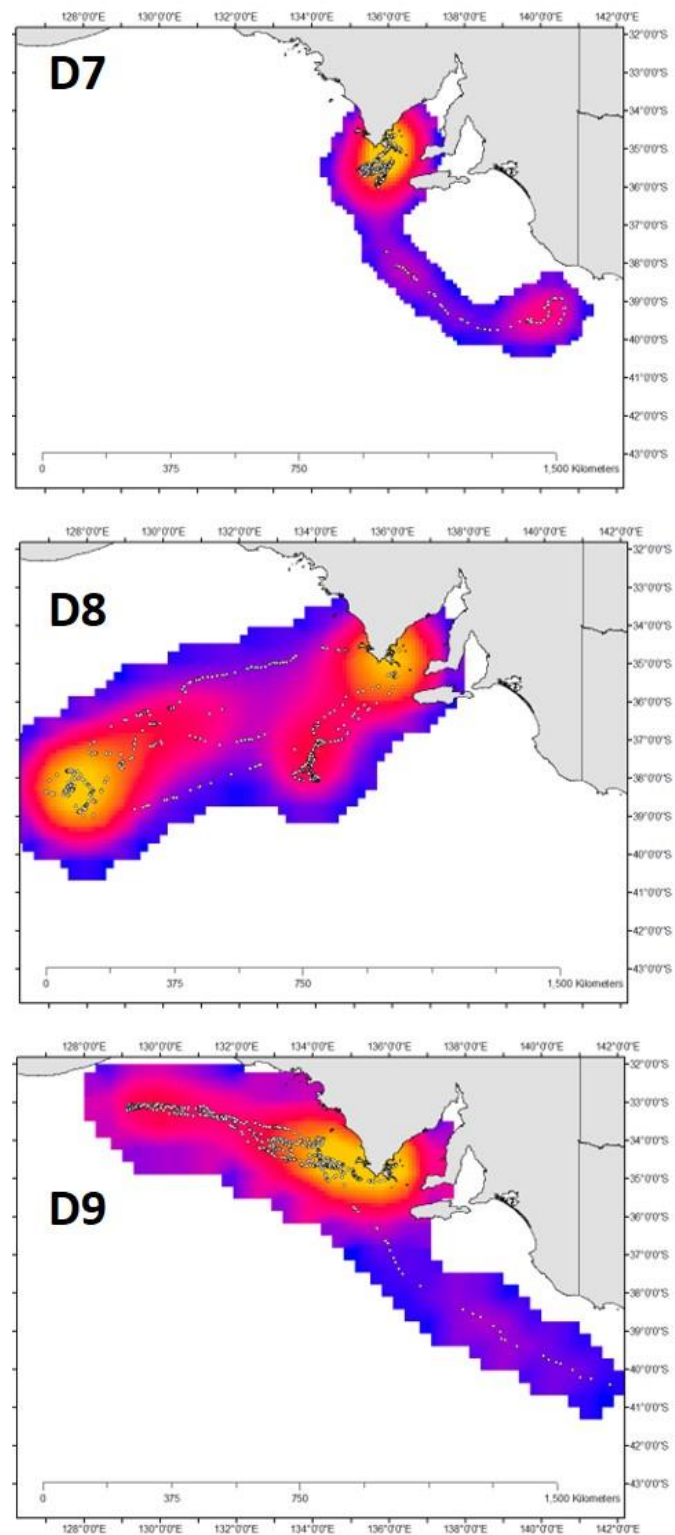 128°0'0"E 130°0'0"E 132°0'0"E 134°0'0"E 136°0'0"E 138°0'0"E 140°0'0"E 142°0'0"E
32°0'0"S
D7
33°0'0"S
34°0'0"S
35°0'0"S
36°0'0"S
37°0'0"S
38°0'0"S
39°0'0"S
40°0'0"S
41°0'0"S
42°0'0"S
43°0'0"S
0 375 750 1,500 Kilometers
128°0'0"E 130°0'0"E 132°0'0"E 134°0'0"E 136°0'0"E 138°0'0"E 140°0'0"E 142°0'0"E
32°0'0"S
33°0'0"S
D8
34°0'0"S
35°0'0"S
36°0'0"S
37°0'0"S
38°0'0"S
39°0'0"S
40°0'0"S
41°0'0"S
42°0'0"S
43°0'0"S
0 375 750 1,500 Kilometers
128°0'0"E 130°0'0"E 132°0'0"E 134°0'0"E 136°0'0"E 138°0'0"E 140°0'0"E 142°0'0"E
32°0'0"S
33°0'0"S
34°0'0"S
35°0'0"S
D9
36°0'0"S
37°0'0"S
38°0'0"S
39°0'0"S
40°0'0"S
41°0'0"S
42°0'0"S
43°0'0"S
0 375 750 1,500 Kilometers
128°0'0"E 130°0'0"E 132°0'0"E 134°0'0"E 136°0'0"E 138°0'0"E 140°0'0"E 142°0'0"E